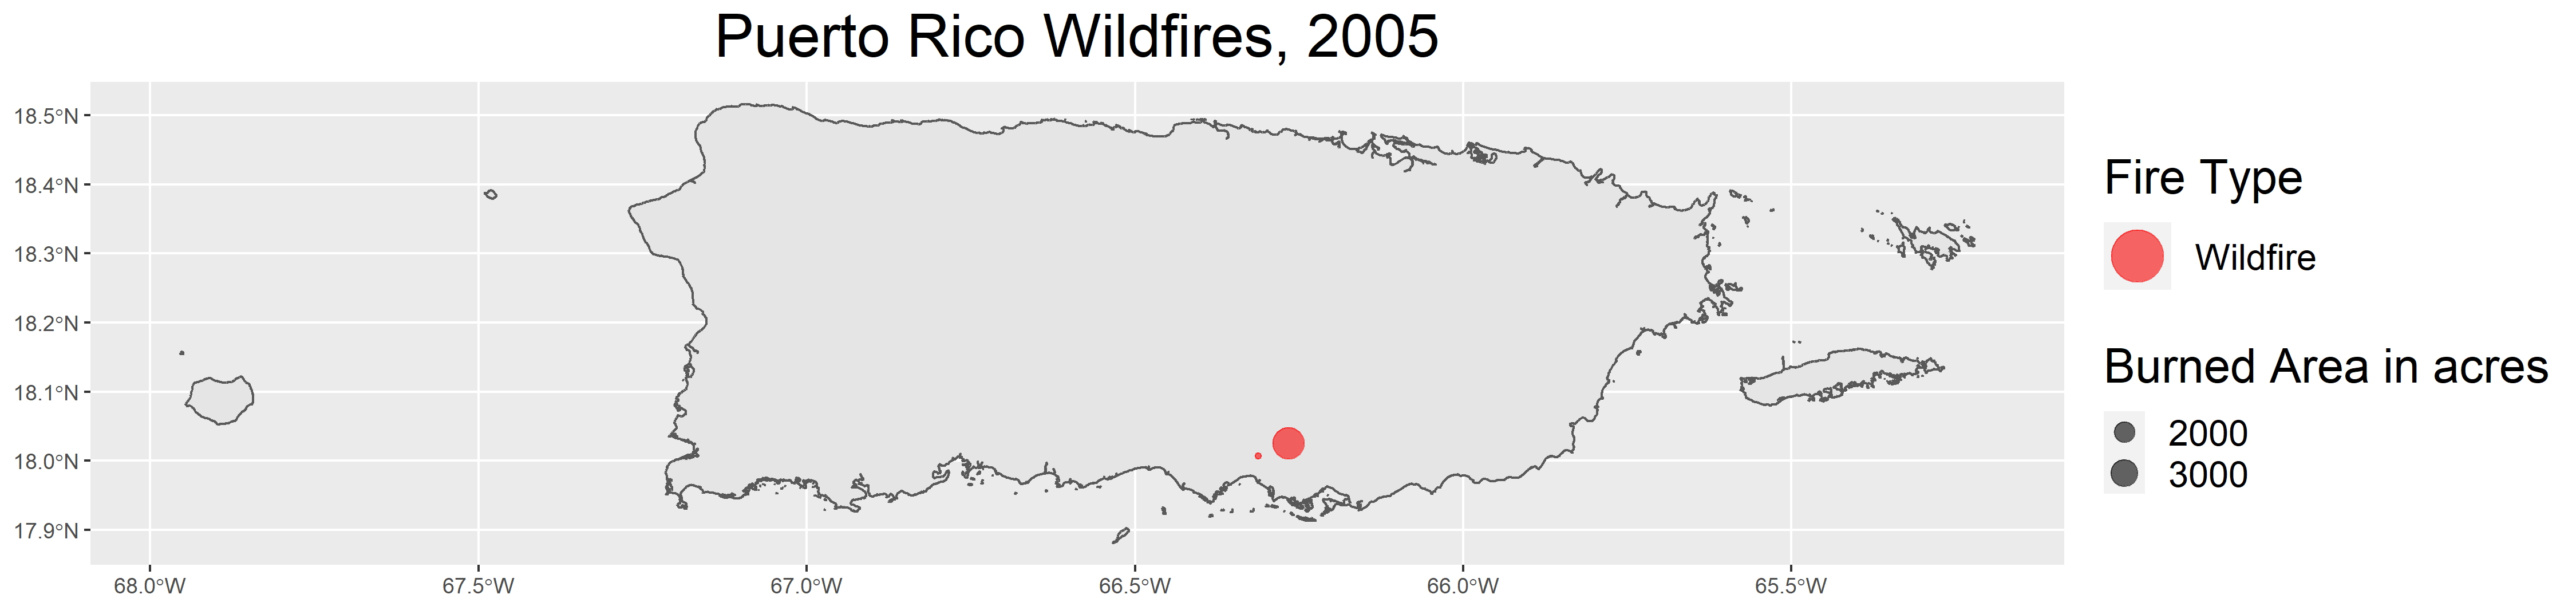 Puerto Rico Wildfires, 2005
18.5°N
18.4°N
18.3°N
18.2°N
18.1°N
18.0°N
17.9°N
68.0°W
67.5°W
67.0°W
66.5°W
66.0°W
65.5°W
Fire Type
Wildfire
Burned Area in acres
2000
3000